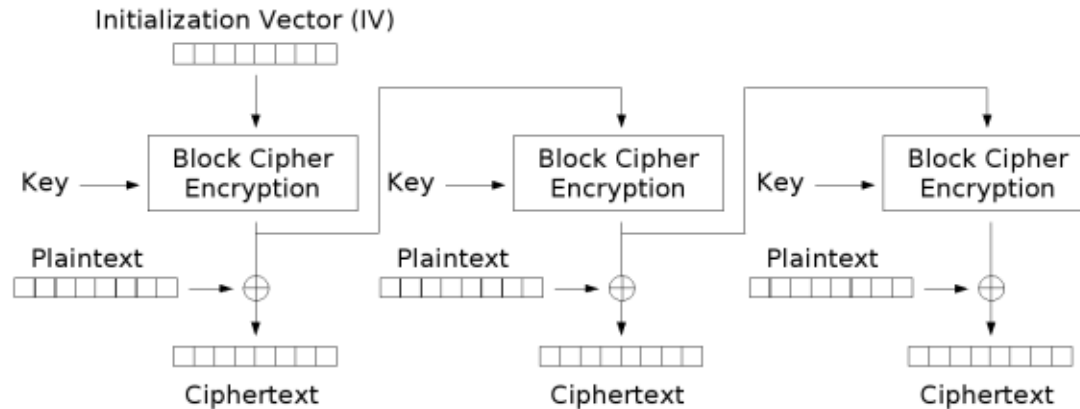 Initialization Vector (IV)
Block Cipher
Encryption
Key
Block Cipher
Encryption
Key
Block Cipher
Encryption
Key
Plaintext
Plaintext
Plaintext
Ciphertext
Ciphertext
Ciphertext